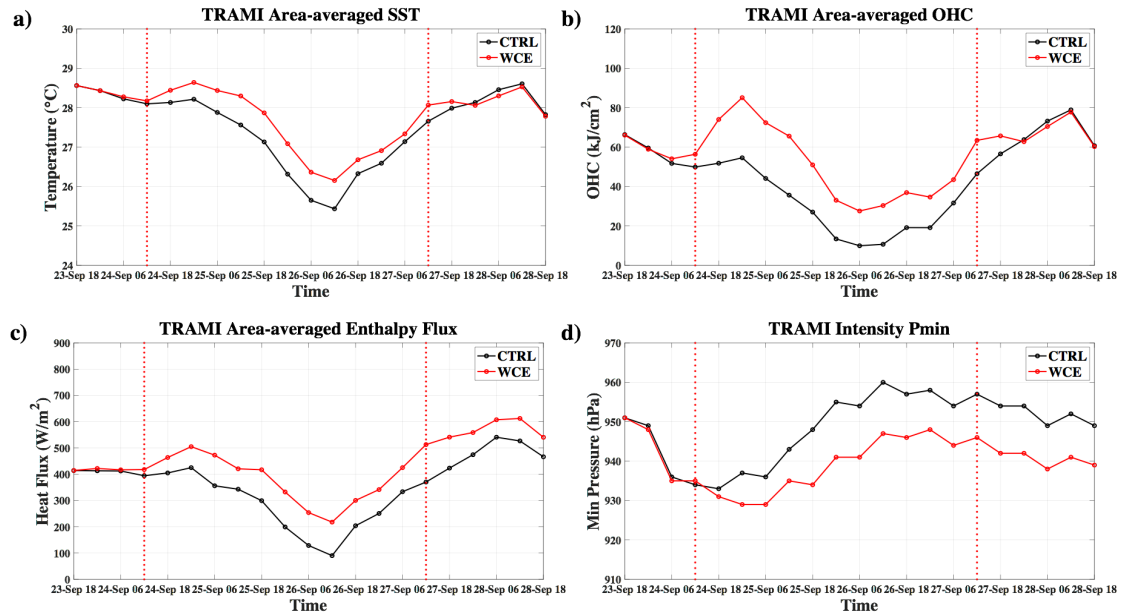 a)
TRAMI Area-averaged SST
30
29
28
27
26
25
24
Temperature (°C)
CTRL
WCE
23-Sep 18 24-Sep 06 24-Sep 18 25-Sep 06 25-Sep 18 26-Sep 06 26-Sep 18 27-Sep 06 27-Sep 18 28-Sep 06 28-Sep 18
Time
b)
TRAMI Area-averaged OHC
120
100
80
60
40
20
0
OHC (kJ/cm²)
CTRL
WCE
23-Sep 18 24-Sep 06 24-Sep 18 25-Sep 06 25-Sep 18 26-Sep 06 26-Sep 18 27-Sep 06 27-Sep 18 28-Sep 06 28-Sep 18
Time
c)
TRAMI Area-averaged Enthalpy Flux
900
800
700
600
500
400
300
200
100
0
Heat Flux (W/m²)
CTRL
WCE
23-Sep 18 24-Sep 06 24-Sep 18 25-Sep 06 25-Sep 18 26-Sep 06 26-Sep 18 27-Sep 06 27-Sep 18 28-Sep 06 28-Sep 18
Time
d)
TRAMI Intensity Pmin
970
960
950
940
930
920
910
Min Pressure (hPa)
CTRL
WCE
23-Sep 18 24-Sep 06 24-Sep 18 25-Sep 06 25-Sep 18 26-Sep 06 26-Sep 18 27-Sep 06 27-Sep 18 28-Sep 06 28-Sep 18
Time